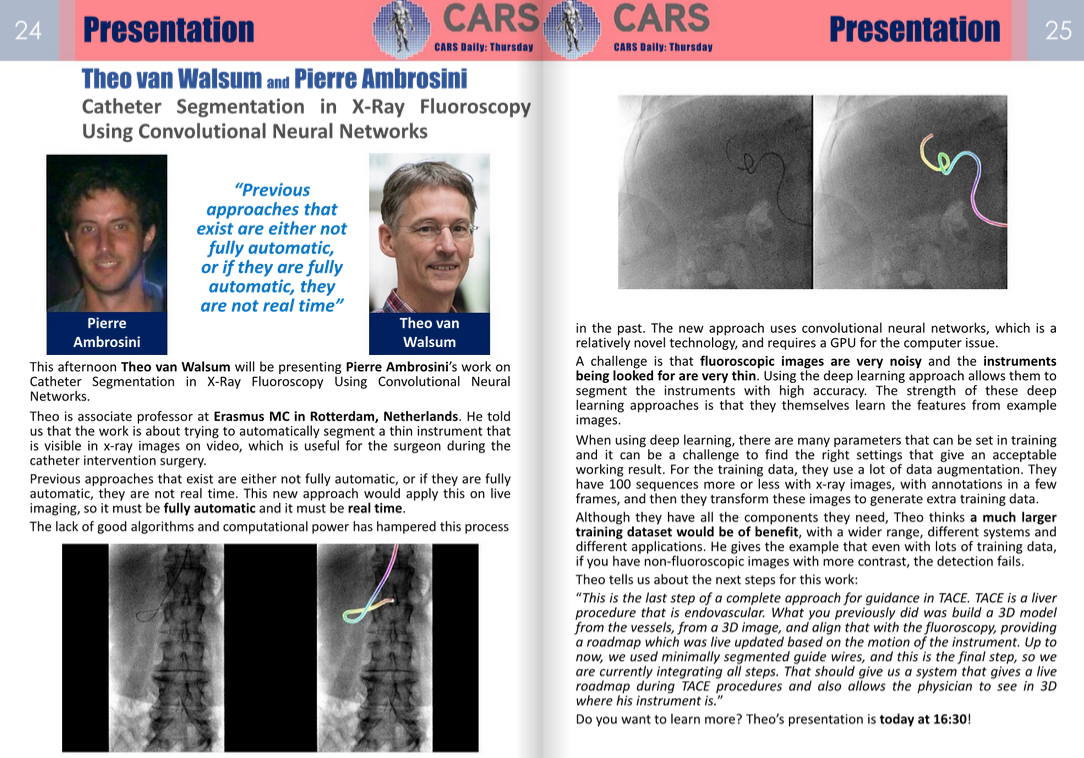 24
Presentation
CARS
CARS Daily: Thursday
Theo van Walsum and Pierre Ambrosini
Catheter Segmentation in X-Ray Fluoroscopy
Using Convolutional Neural Networks
“Previous
approaches that
exist are either not
fully automatic,
or if they are fully
automatic, they
are not real time”
Pierre
Ambrosini
Theo van
Walsum
This afternoon Theo van Walsum will be presenting Pierre Ambrosini’s work on
Catheter Segmentation in X-Ray Fluoroscopy Using Convolutional Neural
Networks.
Theo is associate professor at Erasmus MC in Rotterdam, Netherlands. He told
us that the work is about trying to automatically segment a thin instrument that
is visible in x-ray images on video, which is useful for the surgeon during the
catheter intervention surgery.
Previous approaches that exist are either not fully automatic, or if they are fully
automatic, they are not real time. This new approach would apply this on live
imaging, so it must be fully automatic and it must be real time.
The lack of good algorithms and computational power has hampered this process
CARS
CARS Daily: Thursday
Presentation
25
in the past. The new approach uses convolutional neural networks, which is a
relatively novel technology, and requires a GPU for the computer issue.
A challenge is that fluoroscopic images are very noisy and the instruments
being looked for are very thin. Using the deep learning approach allows them to
segment the instruments with high accuracy. The strength of these deep
learning approaches is that they themselves learn the features from example
images.
When using deep learning, there are many parameters that can be set in training
and it can be a challenge to find the right settings that give an acceptable
working result. For the training data, they use a lot of data augmentation. They
have 100 sequences more or less with x-ray images, with annotations in a few
frames, and then they transform these images to generate extra training data.
Although they have all the components they need, Theo thinks a much larger
training dataset would be of benefit, with a wider range, different systems and
different applications. He gives the example that even with lots of training data,
if you have non-fluoroscopic images with more contrast, the detection fails.
Theo tells us about the next steps for this work:
“This is the last step of a complete approach for guidance in TACE. TACE is a liver
procedure that is endovascular. What you previously did was build a 3D model
from the vessels, from a 3D image, and align that with the fluoroscopy, providing
a roadmap which was live updated based on the motion of the instrument. Up to
now, we used minimally segmented guide wires, and this is the final step, so we
are currently integrating all steps. That should give us a system that gives a live
roadmap during TACE procedures and also allows the physician to see in 3D
where his instrument is.”
Do you want to learn more? Theo’s presentation is today at 16:30!